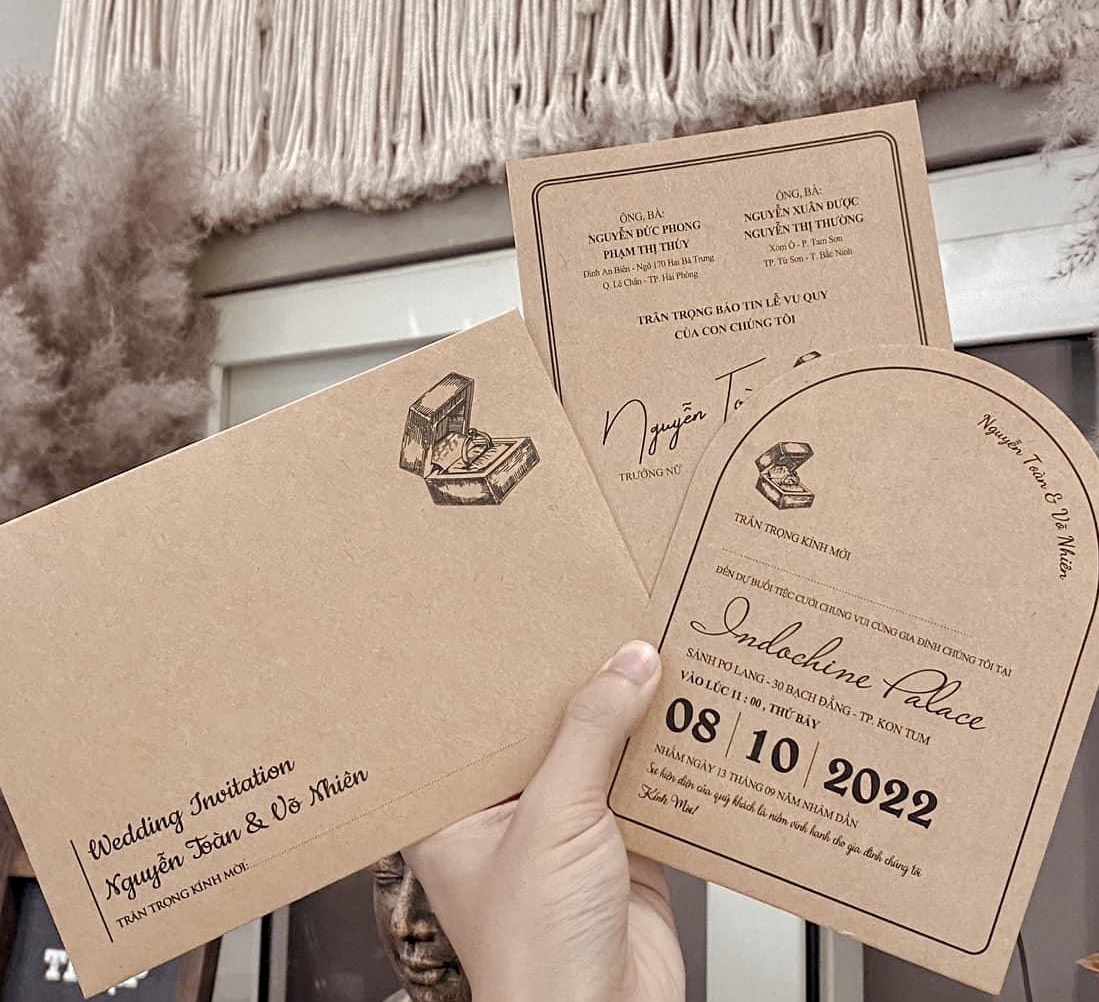 ÔNG, BÀ:
NGUYỄN ĐỨC PHONG
PHẠM THỊ THỦY
Đình An Biên - Ngõ 170 Hai Bà Trưng
Q. Lê Chân - TP. Hải Phòng
ÔNG, BÀ:
NGUYỄN XUÂN ĐƯỢC
NGUYỄN THỊ THƯỜNG
Xóm Ô - P. Tam Sơn
TP. Từ Sơn - T. Bắc Ninh
TRÂN TRỌNG BÁO TIN LỄ VU QUY
CỦA CON CHÚNG TÔI
Nguyễn Toà
TRƯỞNG NỮ
Wedding Invitation
Nguyễn Toàn & Võ Nhiên
TRÂN TRỌNG KÍNH MỜI:
Nguyễn Toàn & Võ Nhiên
TRÂN TRỌNG KÍNH MỜI
ĐẾN DỰ BUỔI TIỆC CƯỚI CHUNG VUI CÙNG GIA ĐÌNH CHÚNG TÔI TẠI
Indochine Palace
SẢNH PƠ LANG - 30 BẠCH ĐẰNG - TP. KON TUM
VÀO LÚC 11 : 00 , THỨ BẢY
08 | 10 | 2022
NHẰM NGÀY 13 THÁNG 09 NĂM NHÂM DẦN
Sự hiện diện của quý khách là niềm vinh hạnh cho gia đình chúng tôi
Kính Mời!